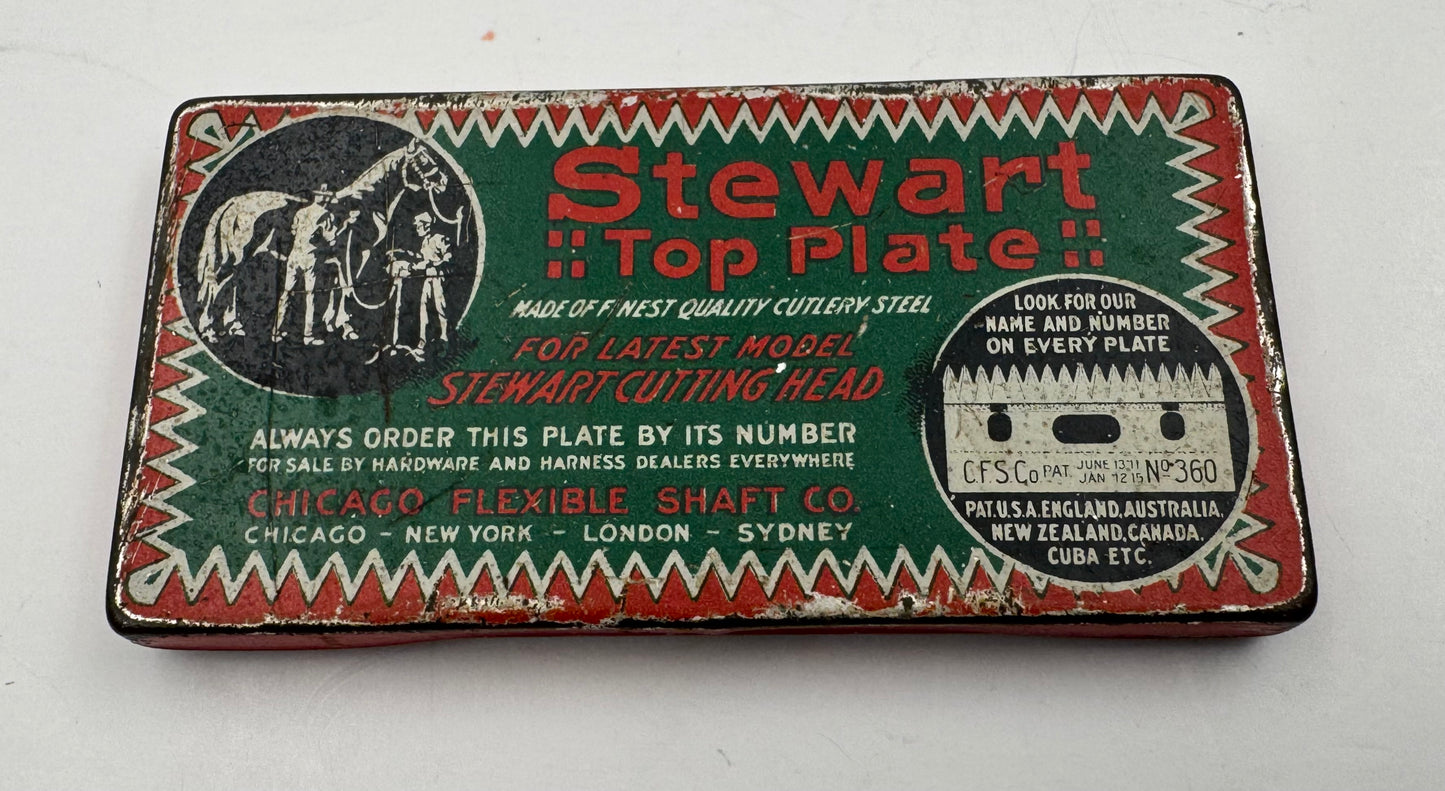 Stewart
Top Plate
MADE OF FINEST QUALITY CUTLERY STEEL
FOR LATEST MODEL
STEWART CUTTING HEAD
ALWAYS ORDER THIS PLATE BY ITS NUMBER
FOR SALE BY HARDWARE AND HARNESS DEALERS EVERYWHERE
CHICAGO FLEXIBLE SHAFT CO.
CHICAGO - NEW YORK - LONDON - SYDNEY
LOOK FOR OUR
NAME AND NUMBER
ON EVERY PLATE
C.F.S.Co. PAT. JUNE 13 11 JAN 12 15 No. 360
PAT. U.S.A. ENGLAND, AUSTRALIA,
NEW ZEALAND, CANADA,
CUBA ETC.